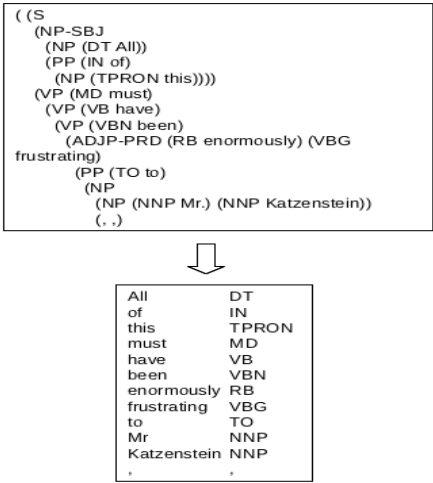 ( (S
(NP-SBJ
(NP (DT All))
(PP (IN of)
(NP (TPRON this))))
(VP (MD must)
(VP (VB have)
(VP (VBN been)
(ADJP-PRD (RB enormously) (VBG
frustrating)
(PP (TO to)
(NP
(NP (NNP Mr.) (NNP Katzenstein))
(, ,)
All DT
of IN
this TPRON
must MD
have VB
been VBN
enormously RB
frustrating VBG
to TO
Mr NNP
Katzenstein NNP
, ,